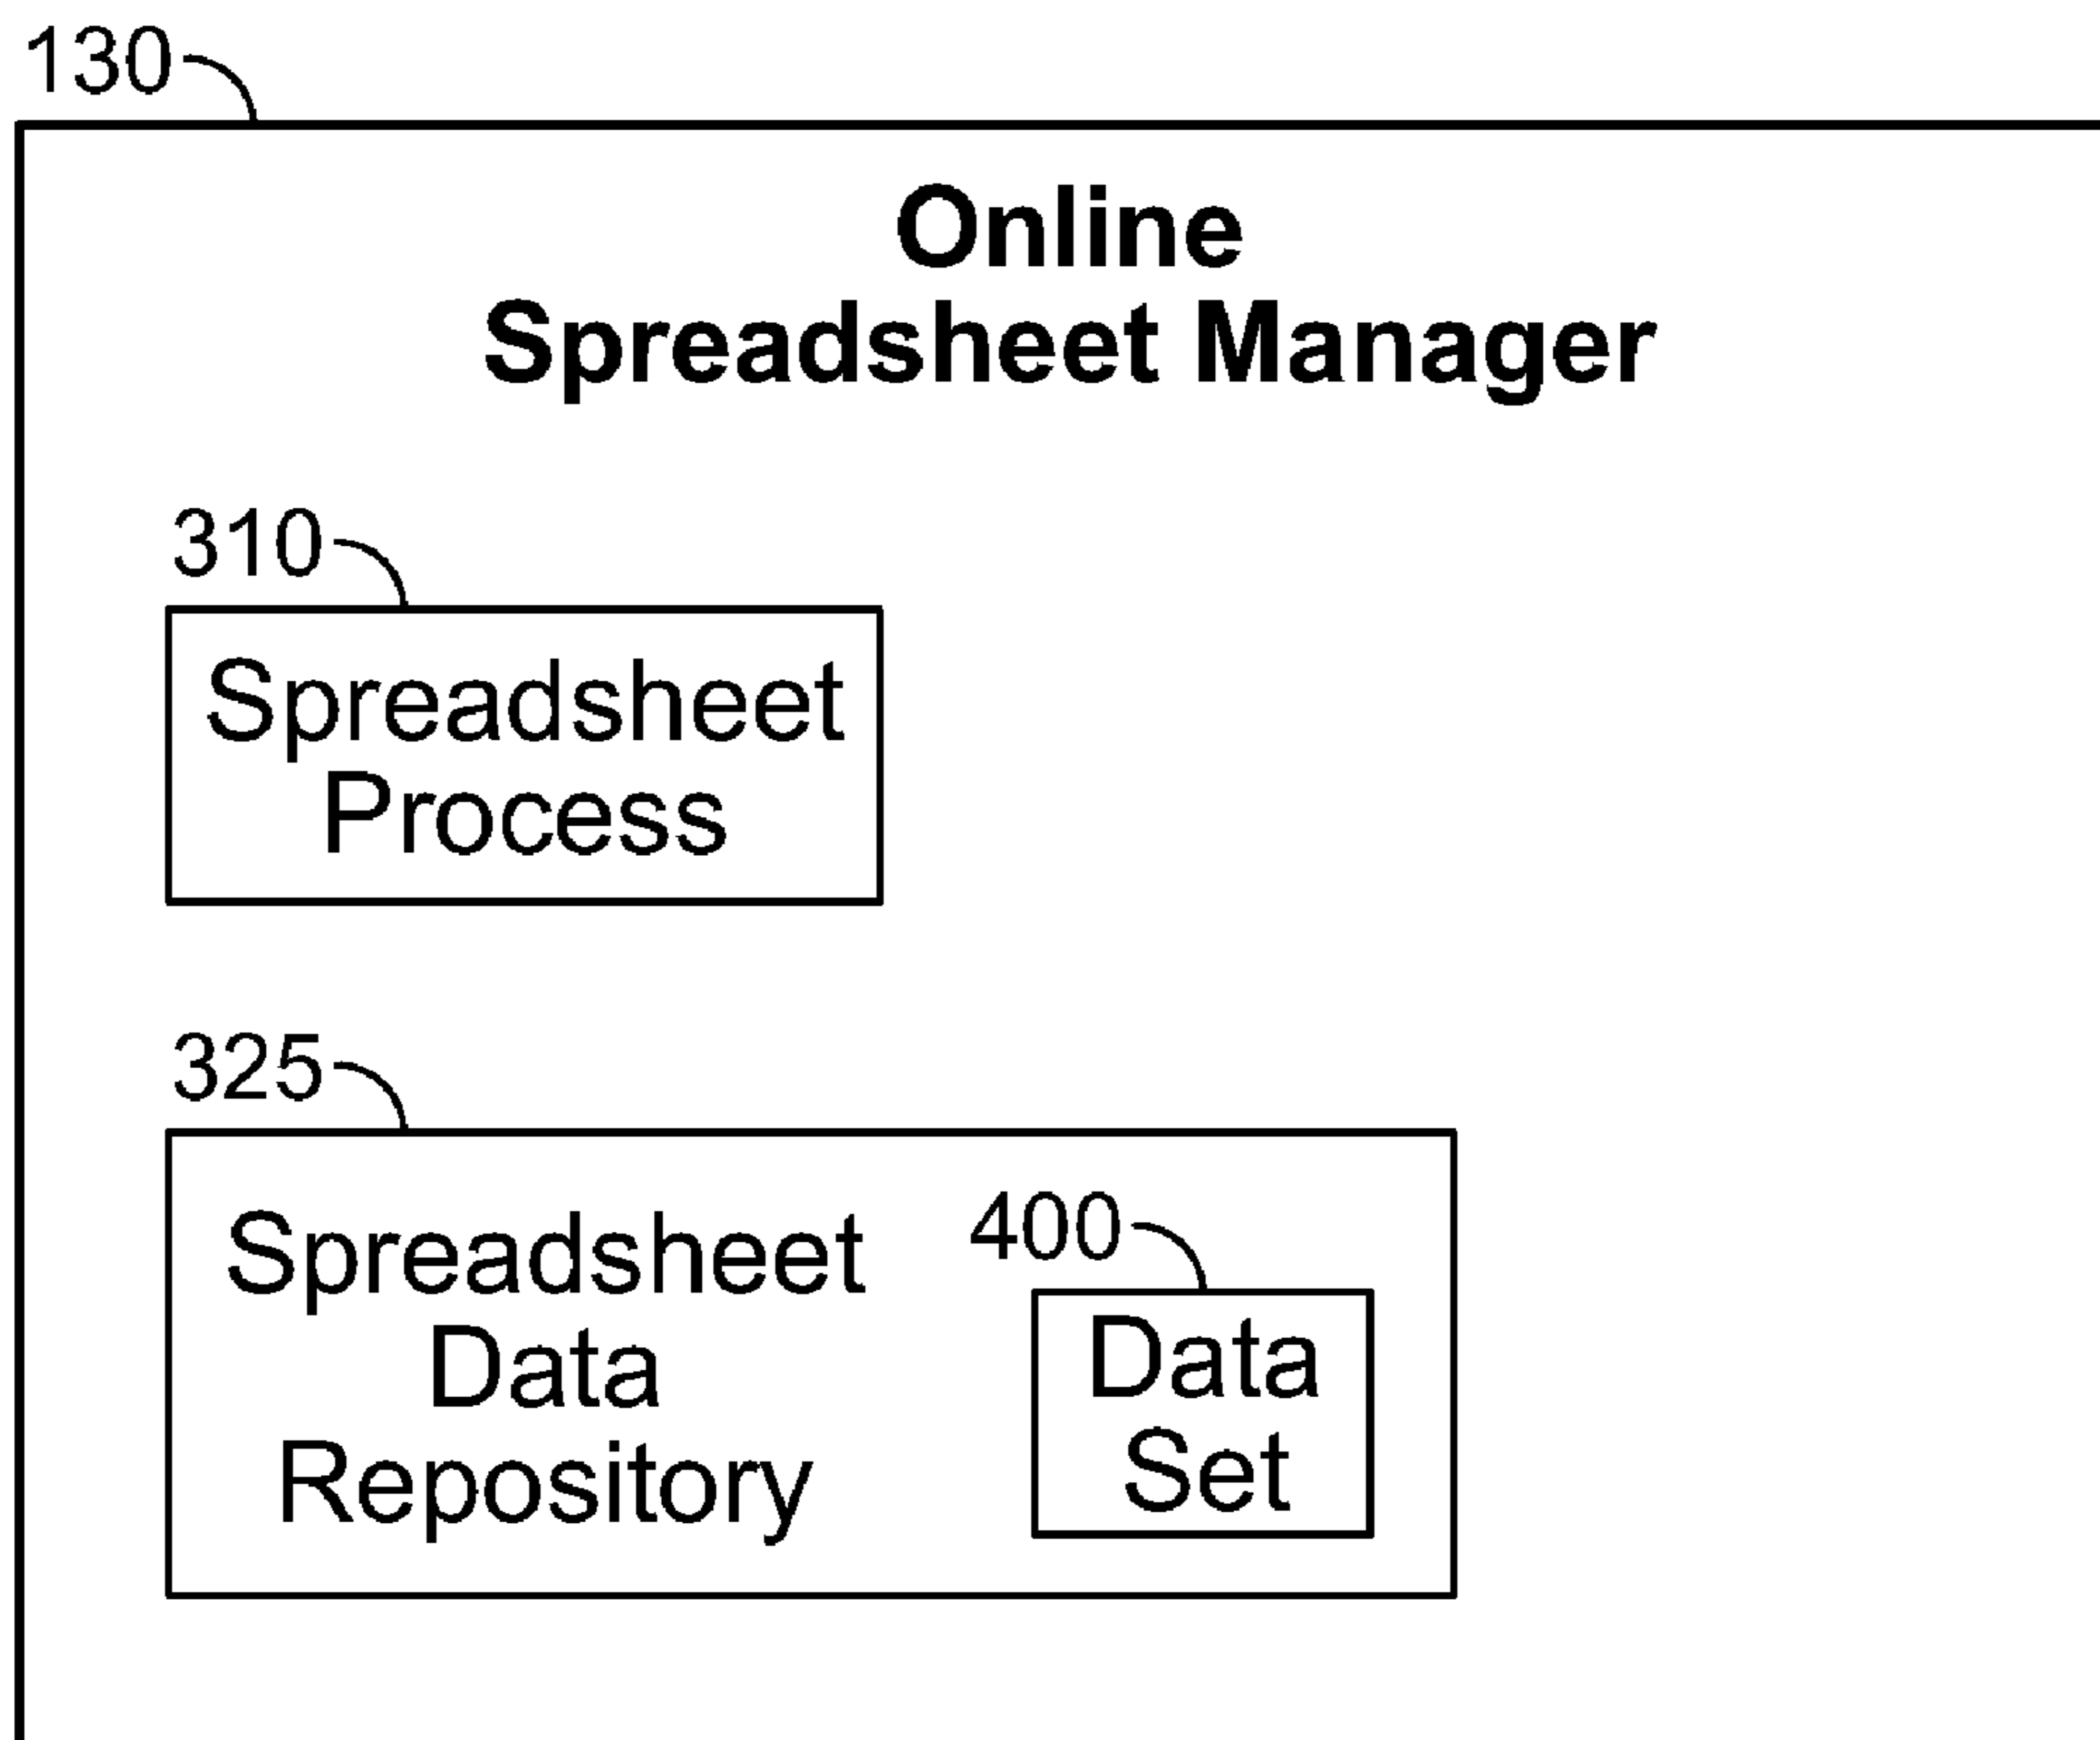 130
Online
Spreadsheet Manager
310
Spreadsheet
Process
325
Spreadsheet
Data
Repository
400
Data
Set